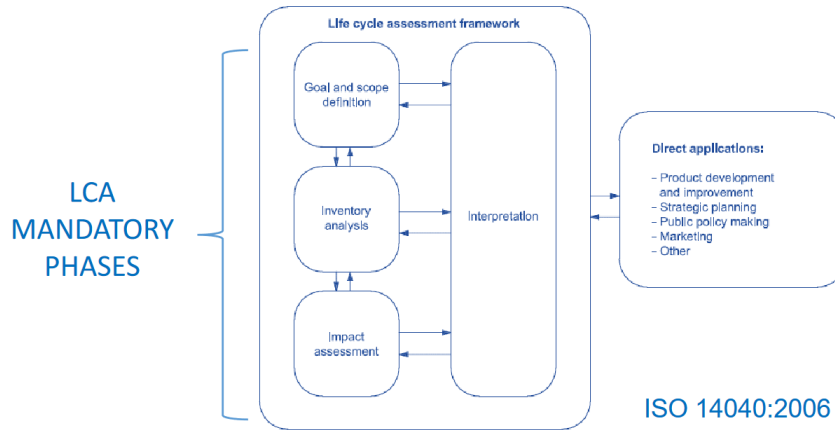 Life cycle assessment framework
LCA
MANDATORY
PHASES
Goal and scope
definition
Inventory
analysis
Impact
assessment
Interpretation
Direct applications:
– Product development
and improvement
– Strategic planning
– Public policy making
– Marketing
– Other
ISO 14040:2006